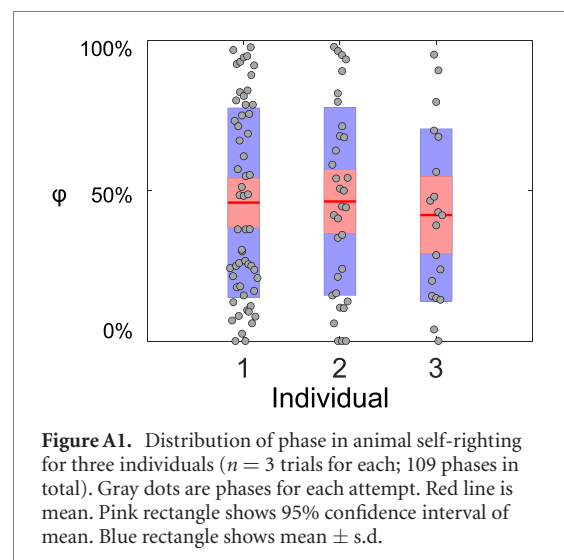 100%
φ
50%
0%
1 2 3
Individual
Figure A1. Distribution of phase in animal self-righting
for three individuals (n = 3 trials for each; 109 phases in
total). Gray dots are phases for each attempt. Red line is
mean. Pink rectangle shows 95% confidence interval of
mean. Blue rectangle shows mean ± s.d.